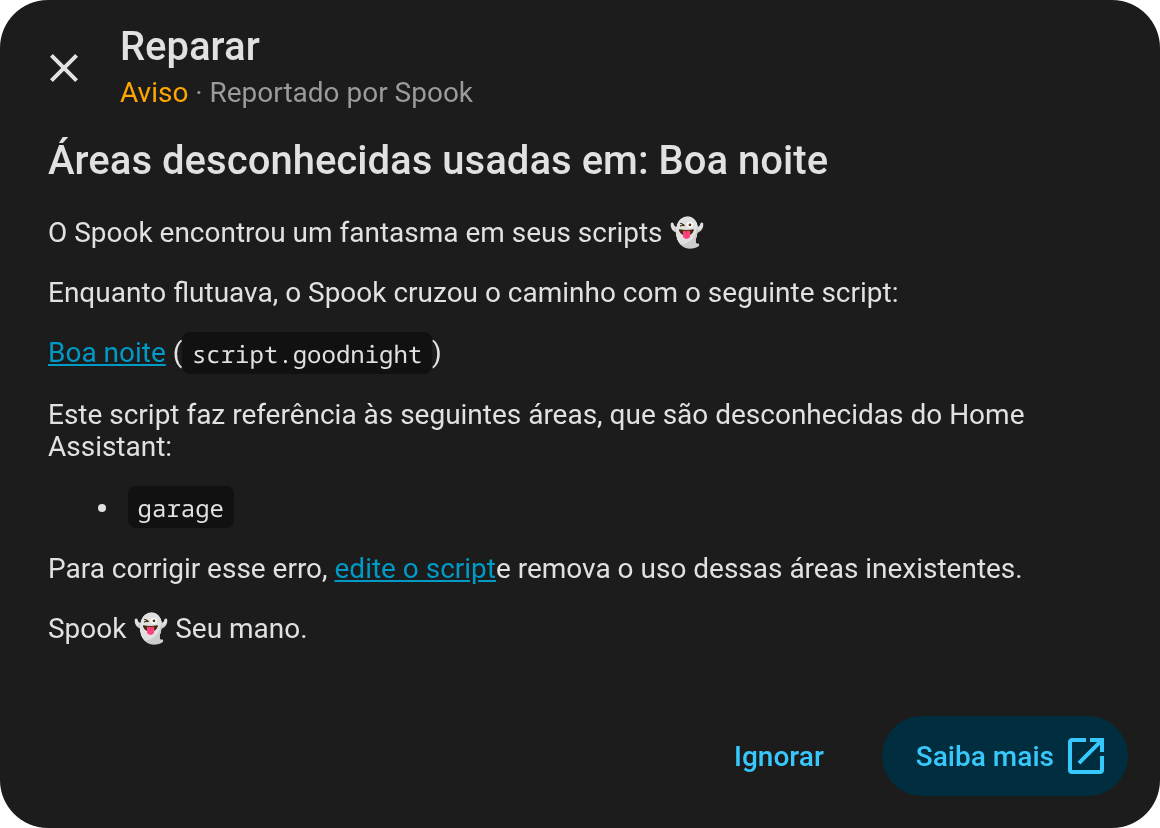 Reparar
Aviso · Reportado por Spook
Áreas desconhecidas usadas em: Boa noite
O Spook encontrou um fantasma em seus scripts 👻
Enquanto flutuava, o Spook cruzou o caminho com o seguinte script:
Boa noite (script.goodnight)
Este script faz referência às seguintes áreas, que são desconhecidas do Home
Assistant:
• garage
Para corrigir esse erro, edite o scripte remova o uso dessas áreas inexistentes.
Spook 👻 Seu mano.
Ignorar
Saiba mais